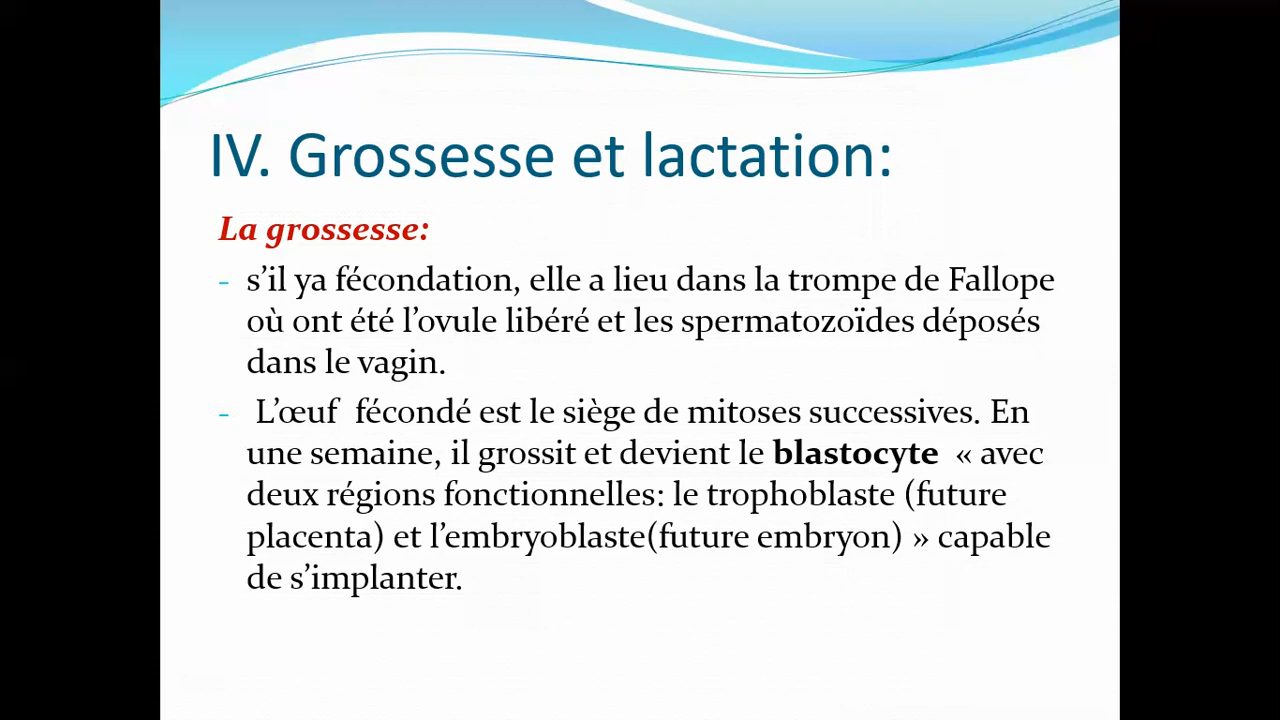 IV. Grossesse et lactation:
La grossesse:
- s’il ya fécondation, elle a lieu dans la trompe de Fallope
où ont été l’ovule libéré et les spermatozoïdes déposés
dans le vagin.
- L’œuf fécondé est le siège de mitoses successives. En
une semaine, il grossit et devient le blastocyte « avec
deux régions fonctionnelles: le trophoblaste (future
placenta) et l’embryoblaste(future embryon) » capable
de s’implanter.